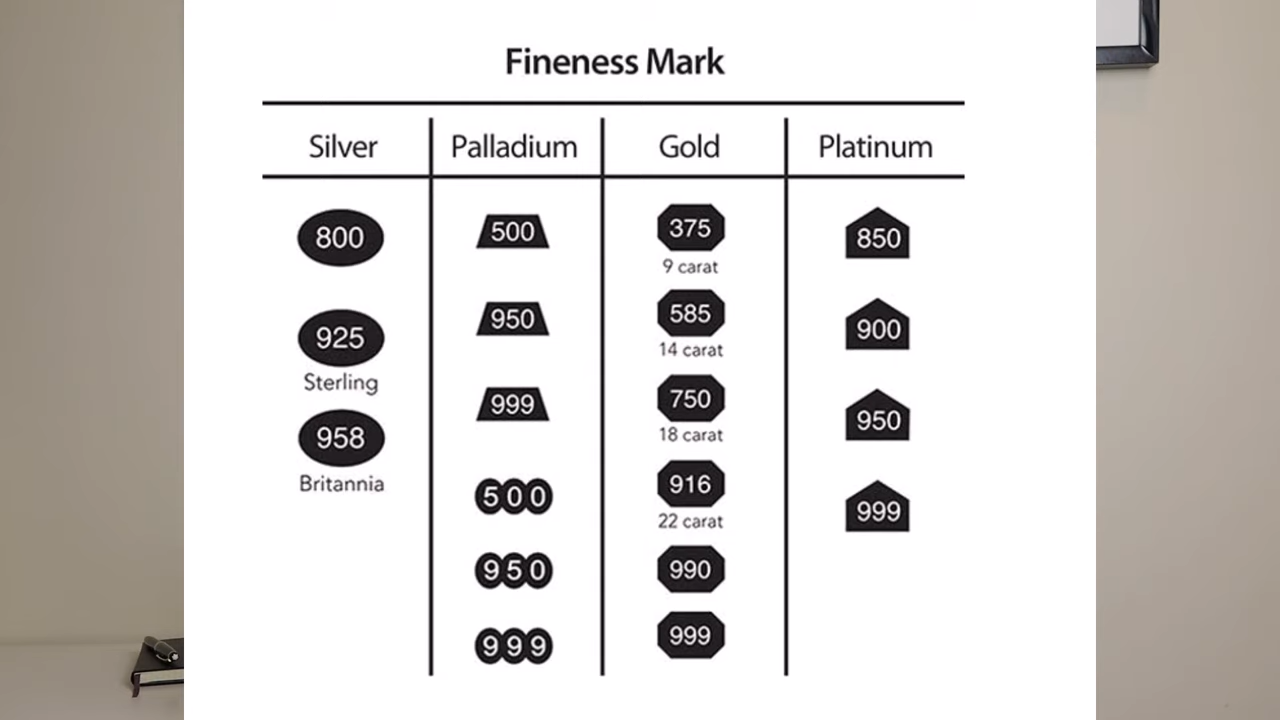 Fineness Mark
Silver Palladium Gold Platinum
800
925
Sterling
958
Britannia
500
950
999
500
950
999
375
9 carat
585
14 carat
750
18 carat
916
22 carat
990
999
850
900
950
999